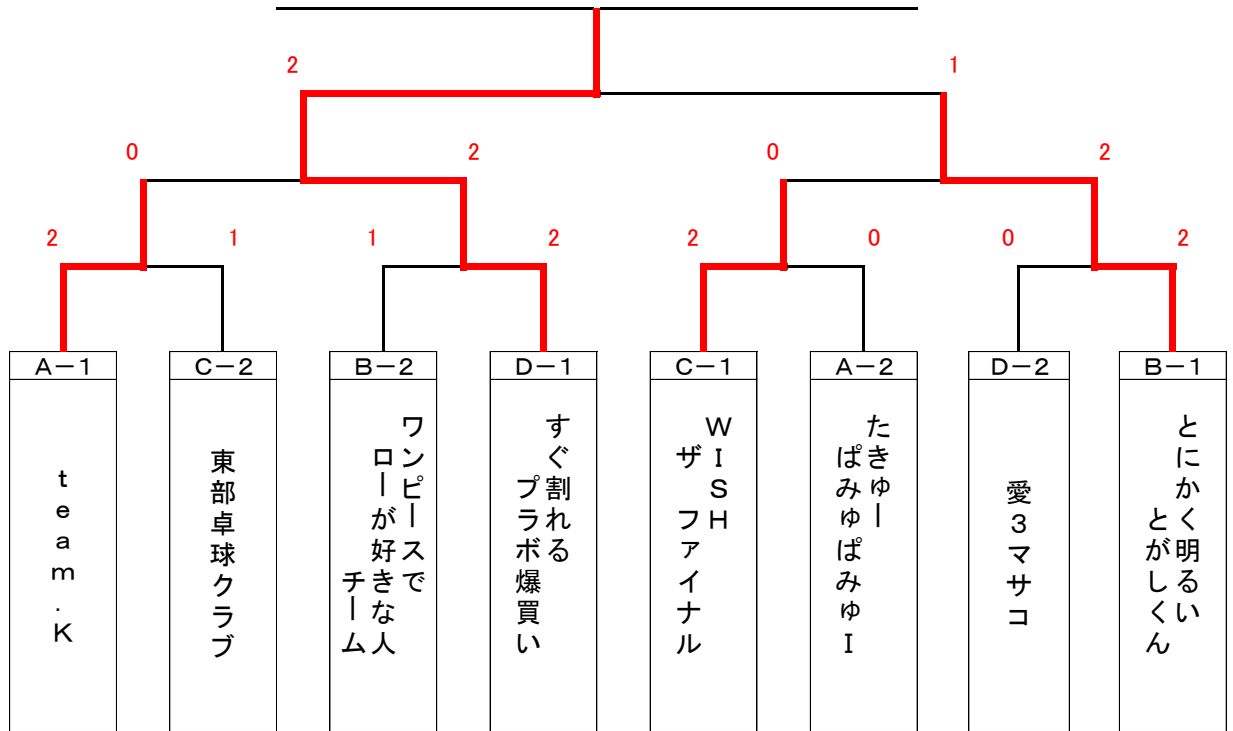 2
1
0
2
0
2
2
1
1
2
2
0
0
2
A-1
C-2
B-2
D-1
C-1
A-2
D-2
B-1
team.K
東部卓球クラブ
ワンピースで
ローが好きな人
チーム
すぐ割れる
プラボ爆買い
WISH
ザ ファイナル
たきゅー
ぱみゅぱみゅI
愛3マサコ
とにかく明るい
とがしくん